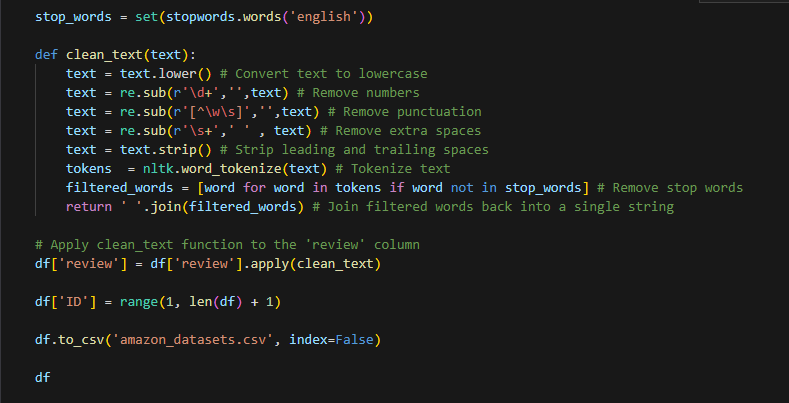 stop_words = set(stopwords.words('english'))
def clean_text(text):
    text = text.lower() # Convert text to lowercase
    text = re.sub(r'\d+','',text) # Remove numbers
    text = re.sub(r'[^\w\s]','',text) # Remove punctuation
    text = re.sub(r'\s+',' ' , text) # Remove extra spaces
    text = text.strip() # Strip leading and trailing spaces
    tokens  = nltk.word_tokenize(text) # Tokenize text
    filtered_words = [word for word in tokens if word not in stop_words] # Remove stop words
    return ' '.join(filtered_words) # Join filtered words back into a single string
# Apply clean_text function to the 'review' column
df['review'] = df['review'].apply(clean_text)
df['ID'] = range(1, len(df) + 1)
df.to_csv('amazon_datasets.csv', index=False)
df